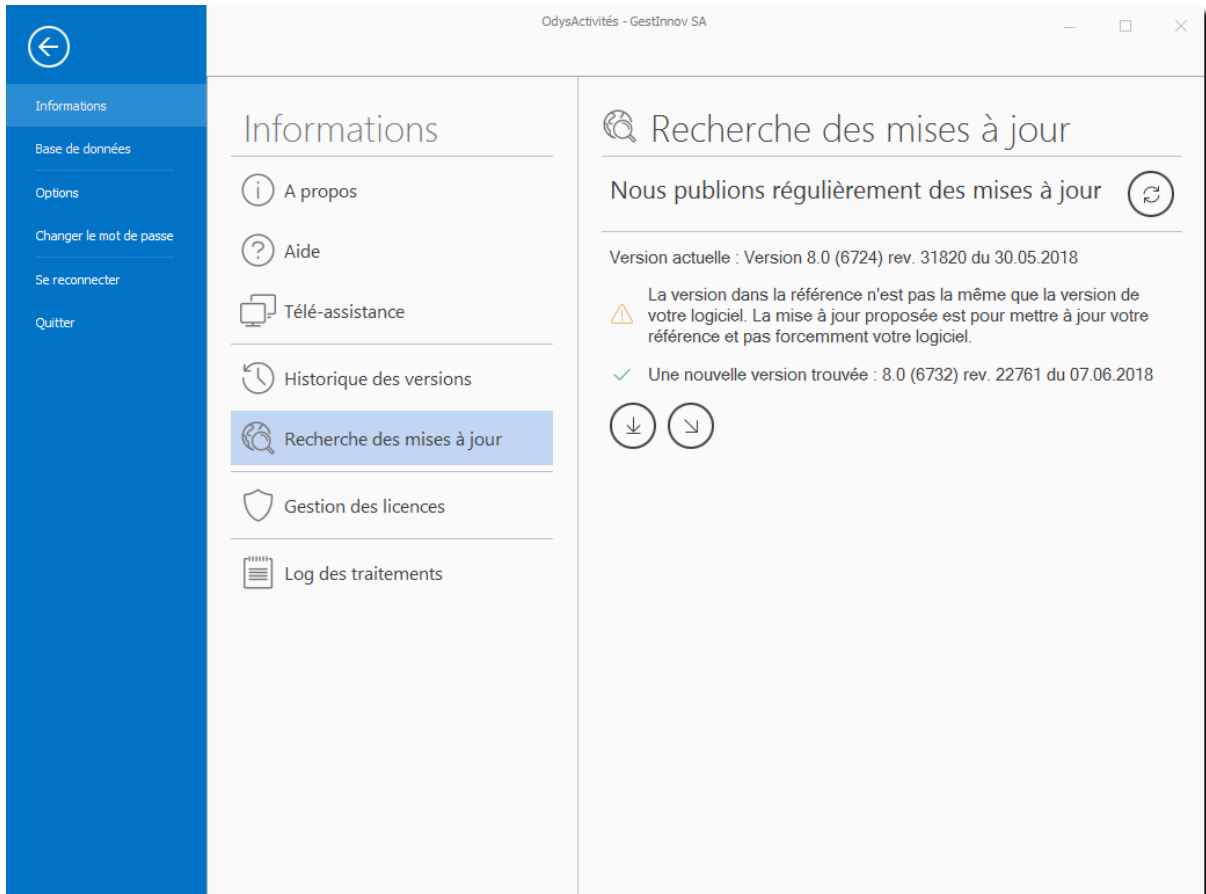 OdysActivités - GestInnov SA
Informations
Base de données
Options
Changer le mot de passe
Se reconnecter
Quitter
Informations
A propos
Aide
Télé-assistance
Historique des versions
Recherche des mises à jour
Gestion des licences
Log des traitements
Recherche des mises à jour
Nous publions régulièrement des mises à jour
Version actuelle : Version 8.0 (6724) rev. 31820 du 30.05.2018
La version dans la référence n'est pas la même que la version de
votre logiciel. La mise à jour proposée est pour mettre à jour votre
référence et pas forcemment votre logiciel.
Une nouvelle version trouvée : 8.0 (6732) rev. 22761 du 07.06.2018